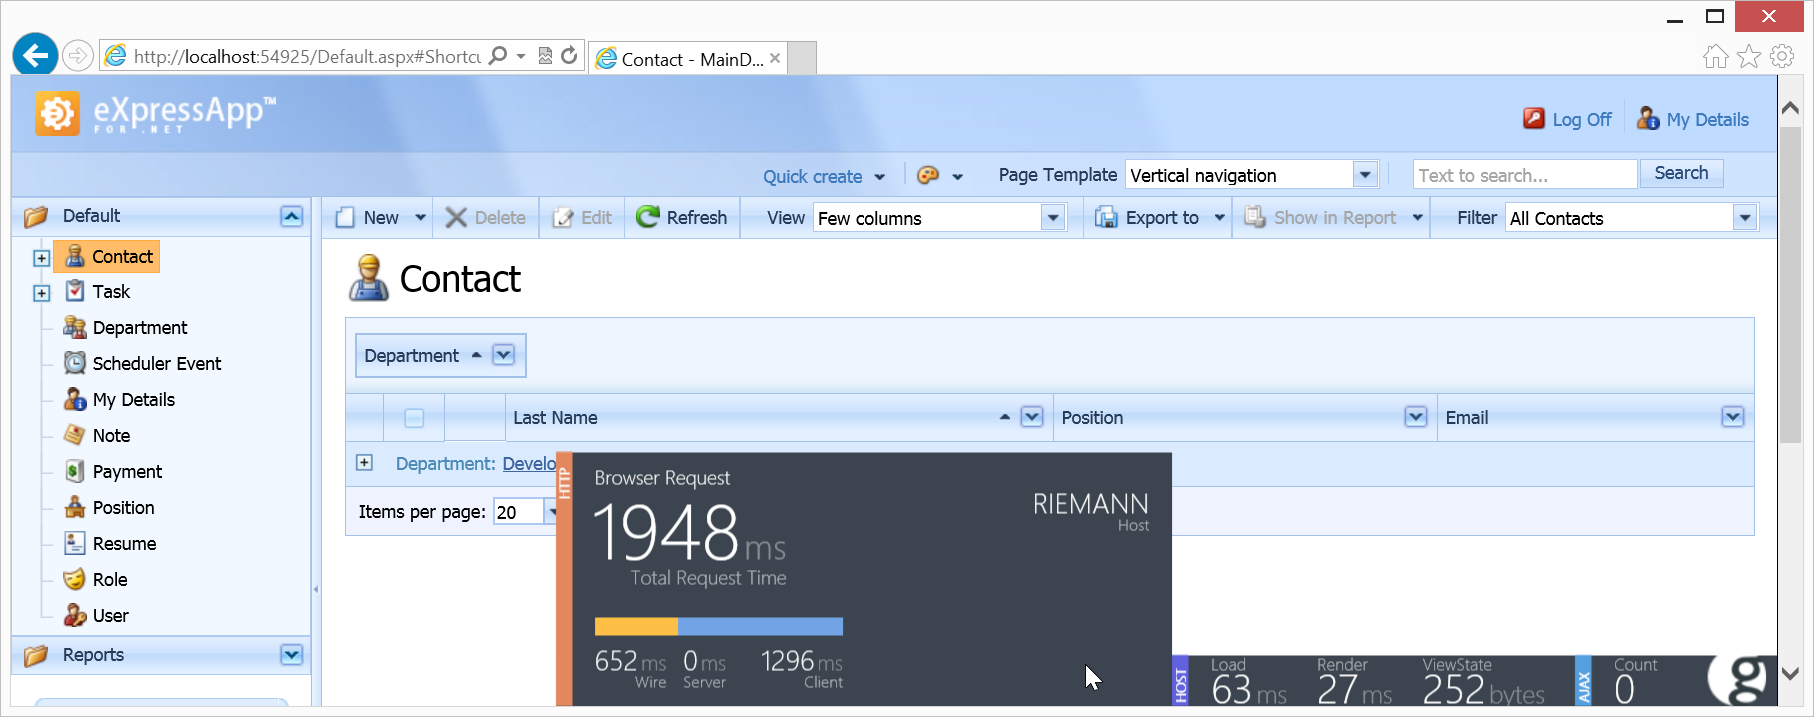 http://localhost:54925/Default.aspx#Shortcu
Contact - MainD...
eXpressApp™
FOR .NET
Log Off
My Details
Quick create
Page Template
Vertical navigation
Text to search...
Search
Default
New
Delete
Edit
Refresh
View
Few columns
Export to
Show in Report
Filter
All Contacts
Contact
Task
Department
Scheduler Event
My Details
Note
Payment
Position
Resume
Role
User
Reports
Contact
Department
Last Name
Position
Email
Department: Develo
Items per page: 20
HTTP
Browser Request
1948 ms
Total Request Time
RIEMANN
Host
652 ms
Wire
0 ms
Server
1296 ms
Client
HOST
Load
63 ms
Render
27 ms
ViewState
252 bytes
AJAX
Count
0
g